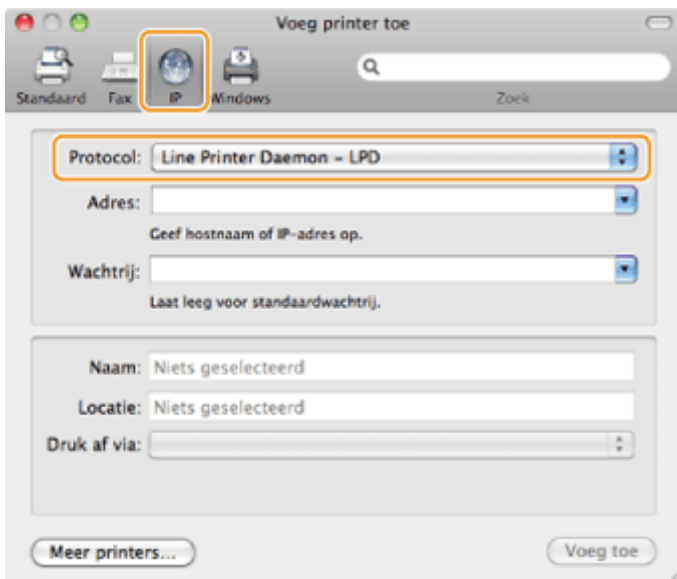 Voeg printer toe
Standaard Fax IP Windows Zoek
Protocol: Line Printer Daemon – LPD
Adres:
Geef hostnaam of IP-adres op.
Wachtrij:
Laat leeg voor standaardwachtrij.
Naam: Niets geselecteerd
Locatie: Niets geselecteerd
Druk af via:
Meer printers... Voeg toe